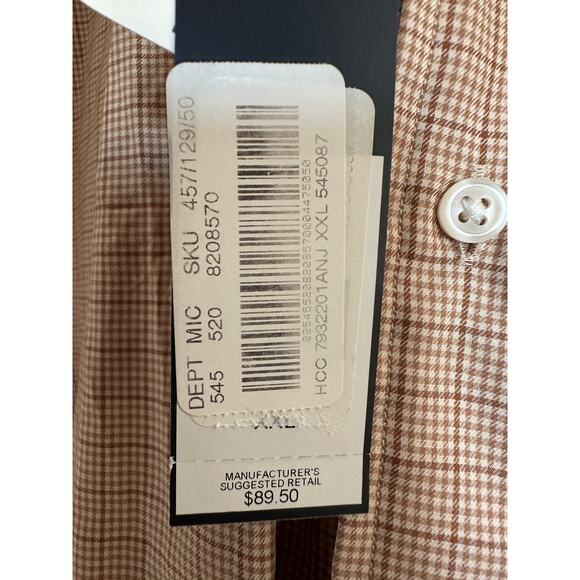 DEPT MIC SKU 457/129/50
545 520 8208570
0254552082085700004475050
HCC 7932201ANJ XXL 545087
XXL
MANUFACTURER'S
SUGGESTED RETAIL
$89.50